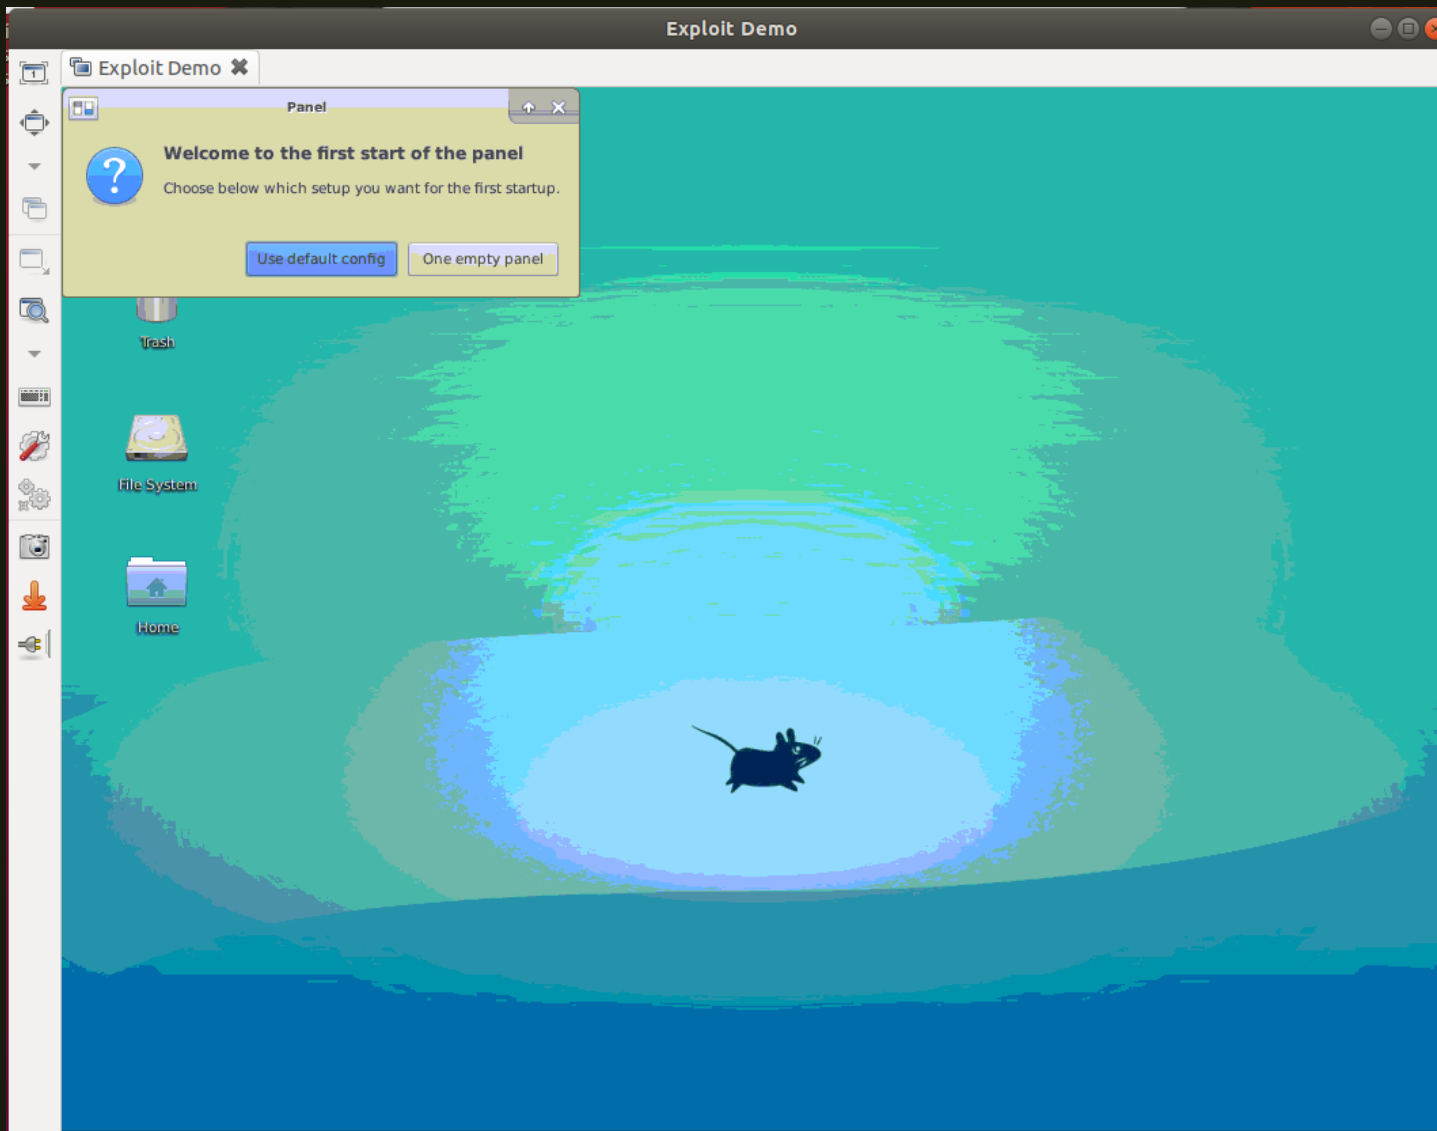 Exploit Demo
Exploit Demo
Panel
Welcome to the first start of the panel
Choose below which setup you want for the first startup.
Use default config
One empty panel
Trash
File System
Home